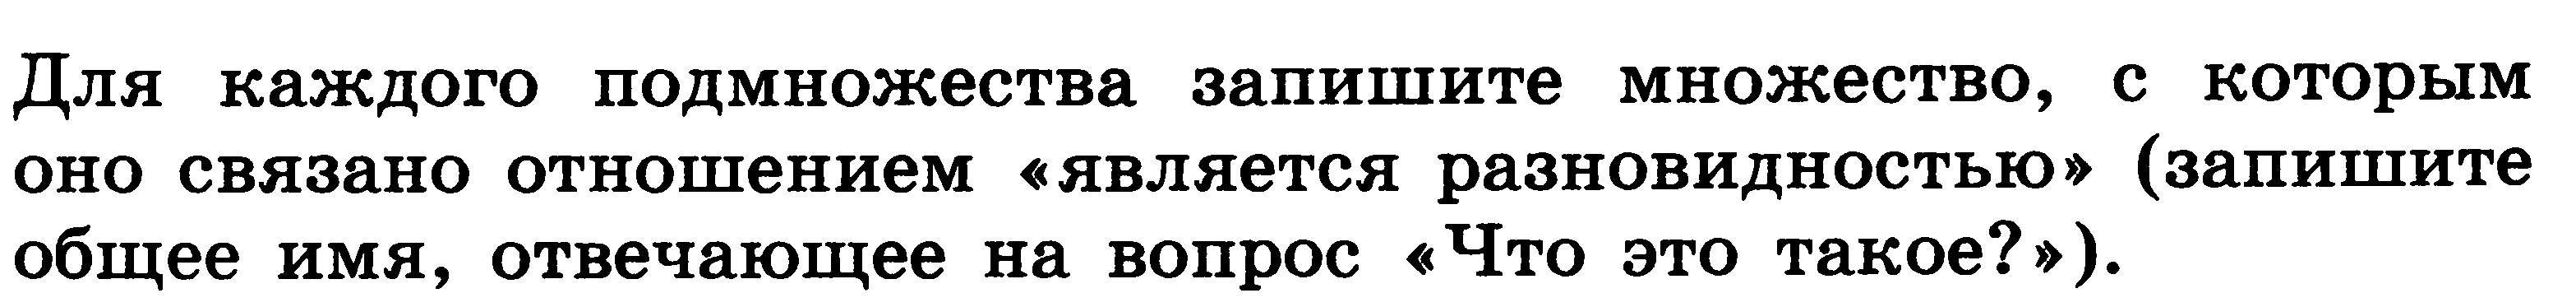 Для каждого подмножества запишите множество, с которым
оно связано отношением «является разновидностью» (запишите
общее имя, отвечающее на вопрос «Что это такое?»).